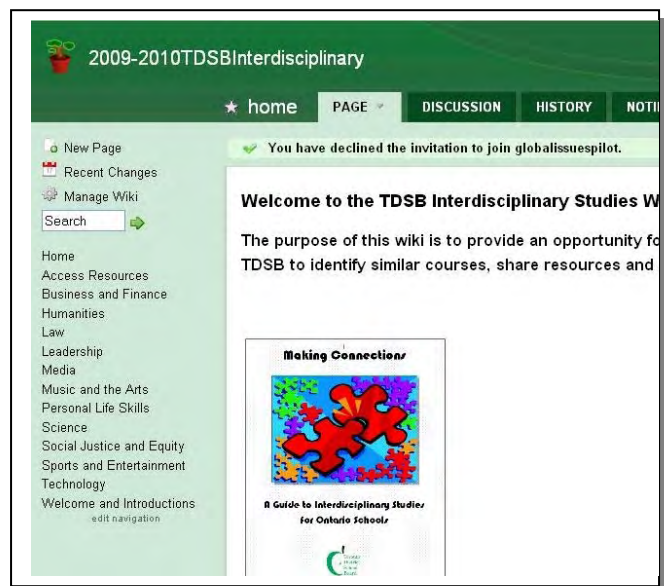 2009-2010TDSBInterdisciplinary
home PAGE DISCUSSION HISTORY
New Page
Recent Changes
Manage Wiki
Search
Home
Access Resources
Business and Finance
Humanities
Law
Leadership
Media
Music and the Arts
Personal Life Skills
Science
Social Justice and Equity
Sports and Entertainment
Technology
Welcome and Introductions
edit navigation
You have declined the invitation to join globalissuespilot.
Welcome to the TDSB Interdisciplinary Studies W
The purpose of this wiki is to provide an opportunity fo
TDSB to identify similar courses, share resources and
Making Connections
A Guide to Interdisciplinary Studies
for Ontario Schools